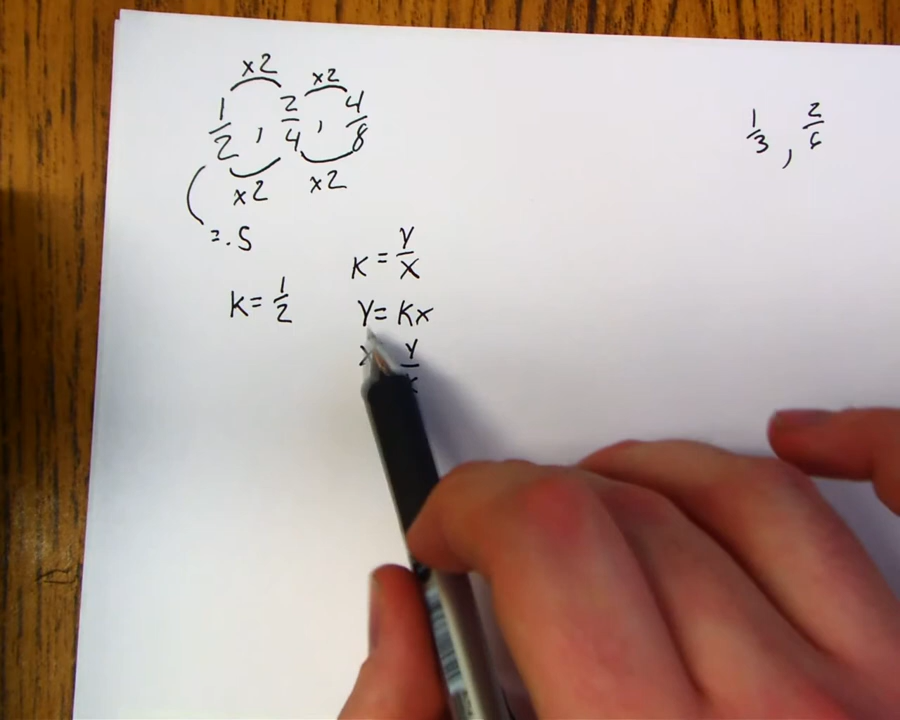 x2 x2
1/2 , 2/4 , 4/8
x2 x2
=.5
K = 1/2
K = Y/X
Y = Kx
Y
1/3 , 2/6